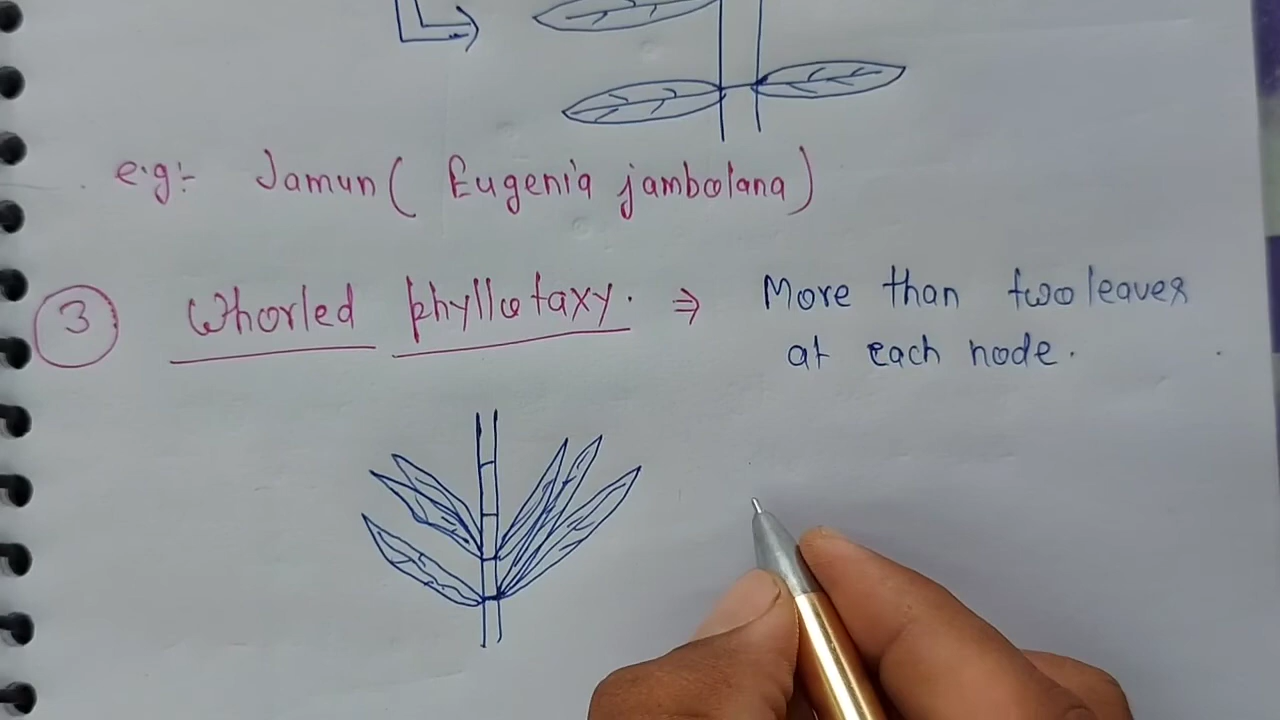 e.g:- Jamun ( Eugenia jambolana )
3 Whorled phyllotaxy. ⇒ More than two leaves
at each node.